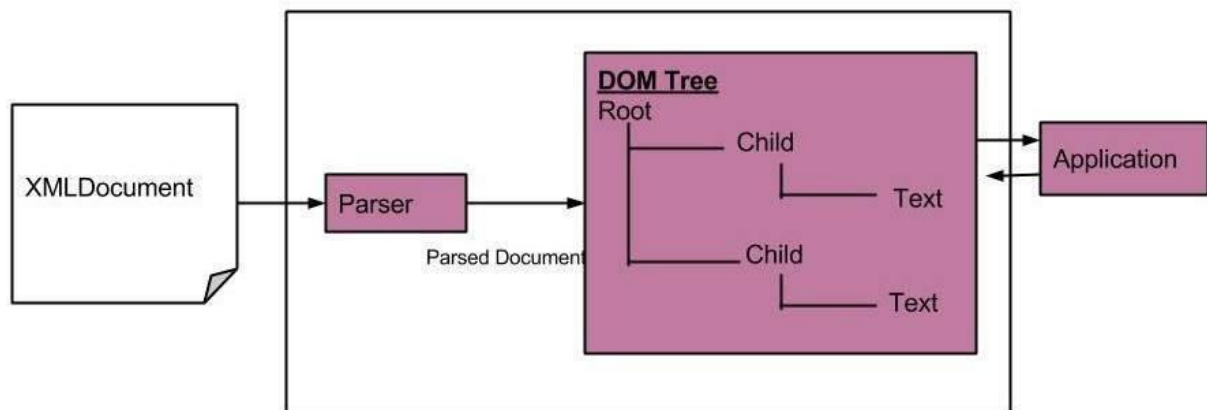 XMLDocument
Parser
Parsed Document
DOM Tree
Root
Child
Text
Child
Text
Application